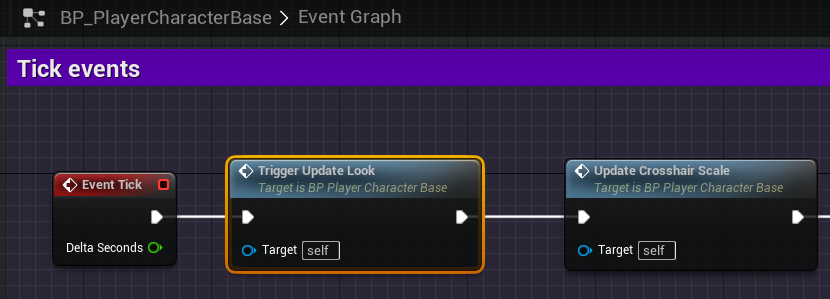 BP_PlayerCharacterBase > Event Graph
Tick events
Event Tick
Delta Seconds
Trigger Update Look
Target is BP Player Character Base
Target self
Update Crosshair Scale
Target is BP Player Character Base
Target self